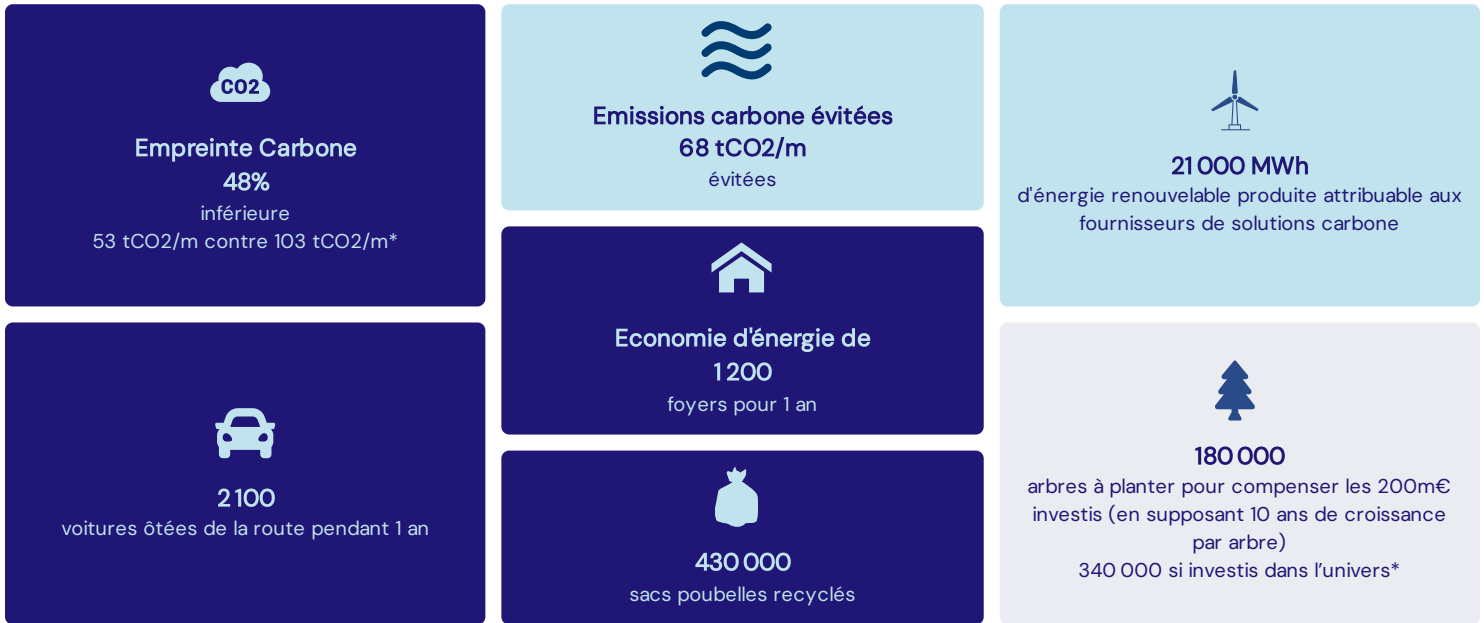 CO2
Empreinte Carbone
48%
inférieure
53 tCO2/m contre 103 tCO2/m*
2 100
voitures ôtées de la route pendant 1 an
Emissions carbone évitées
68 tCO2/m
évitées
Economie d'énergie de
1 200
foyers pour 1 an
430 000
sacs poubelles recyclés
21 000 MWh
d'énergie renouvelable produite attribuable aux
fournisseurs de solutions carbone
180 000
arbres à planter pour compenser les 200m€
investis (en supposant 10 ans de croissance
par arbre)
340 000 si investis dans l’univers*